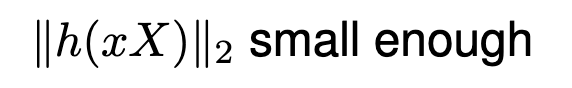 ‖h(xX)‖₂ small enough